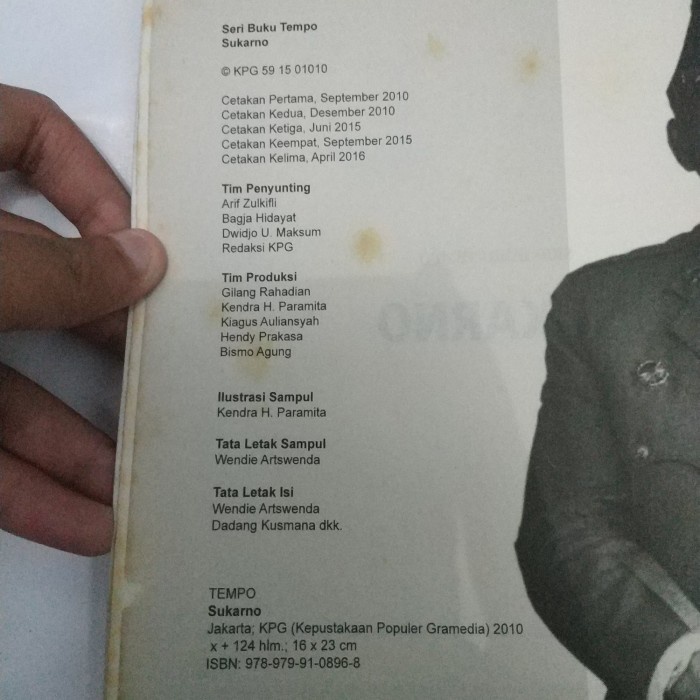 Seri Buku Tempo
Sukarno
© KPG 59 15 01010
Cetakan Pertama, September 2010
Cetakan Kedua, Desember 2010
Cetakan Ketiga, Juni 2015
Cetakan Keempat, September 2015
Cetakan Kelima, April 2016
Tim Penyunting
Arif Zulkifli
Bagja Hidayat
Dwidjo U. Maksum
Redaksi KPG
Tim Produksi
Gilang Rahadian
Kendra H. Paramita
Kiagus Auliansyah
Hendy Prakasa
Bismo Agung
Ilustrasi Sampul
Kendra H. Paramita
Tata Letak Sampul
Wendie Artswenda
Tata Letak Isi
Wendie Artswenda
Dadang Kusmana dkk.
TEMPO
Sukarno
Jakarta; KPG (Kepustakaan Populer Gramedia) 2010
x + 124 hlm.; 16 x 23 cm
ISBN: 978-979-91-0896-8